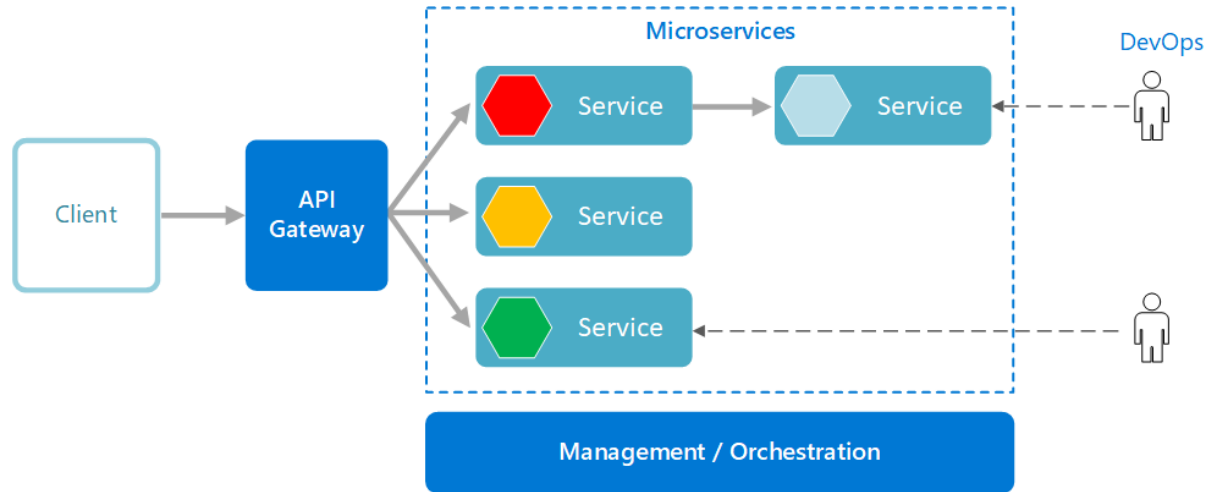 Microservices
DevOps
Service
Service
Client
API
Gateway
Service
Service
Management / Orchestration